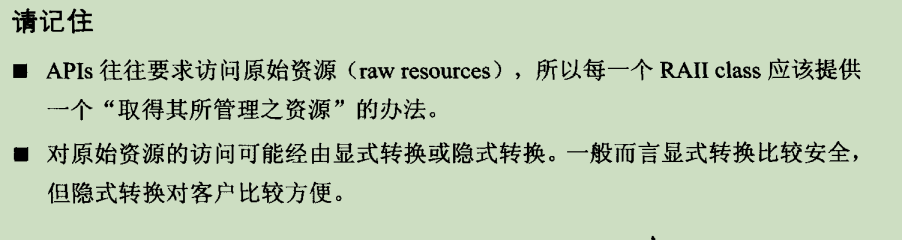 请记住
■ APIs 往往要求访问原始资源（raw resources），所以每一个 RAII class 应该提供
一个“取得其所管理之资源”的办法。
■ 对原始资源的访问可能经由显式转换或隐式转换。一般而言显式转换比较安全，
但隐式转换对客户比较方便。